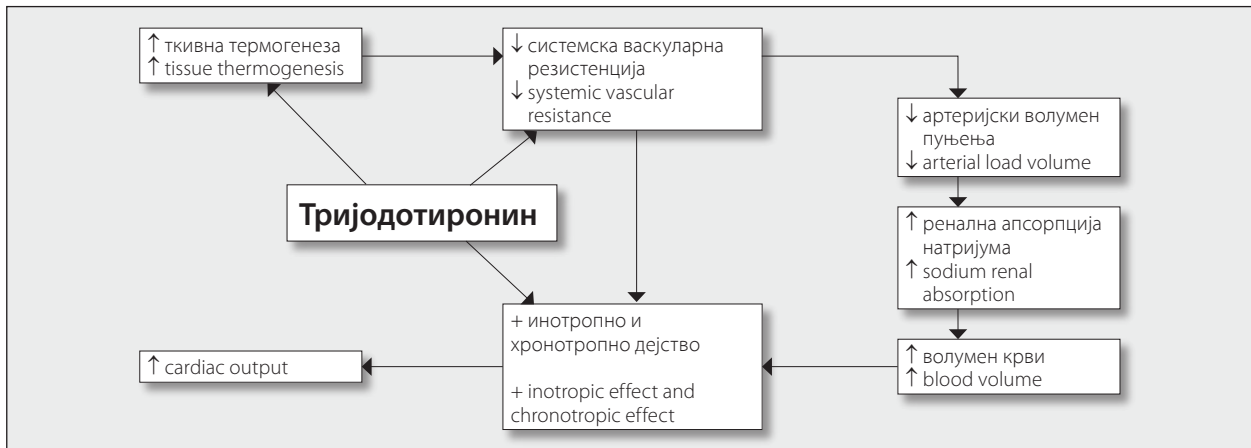 ↑ ткивна термогенеза
↑ tissue thermogenesis
↓ системска васкуларна
резистенција
↓ systemic vascular
resistance
↓ артеријски волумен
пуњења
↓ arterial load volume
Тријодотиронин
↑ ренална апсорпција
натријума
↑ sodium renal
absorption
+ инотропно и
хронотропно дејство
+ inotropic effect and
chronotropic effect
↑ волумен крви
↑ blood volume
↑ cardiac output